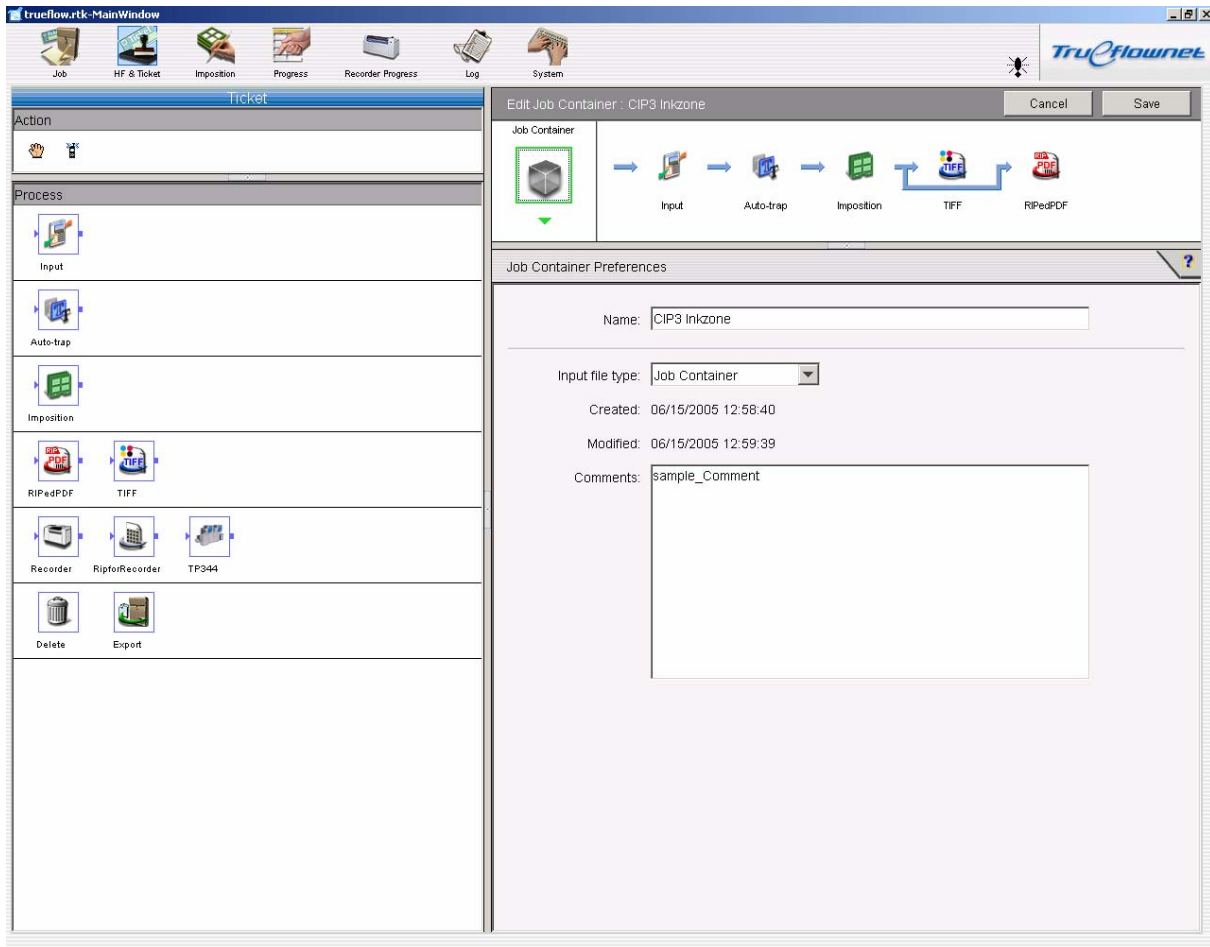 trueflow.rtk-MainWindow
Job HF & Ticket Imposition Progress Recorder Progress Log System
Trueflownet
Ticket
Action
Process
Input
Auto-trap
Imposition
RIPedPDF TIFF
Recorder RipforRecorder TP344
Delete Export
Edit Job Container : CIP3 Inkzone Cancel Save
Job Container
Input Auto-trap Imposition TIFF RIPedPDF
Job Container Preferences ?
Name: CIP3 Inkzone
Input file type: Job Container
Created: 06/15/2005 12:58:40
Modified: 06/15/2005 12:59:39
Comments: sample_Comment